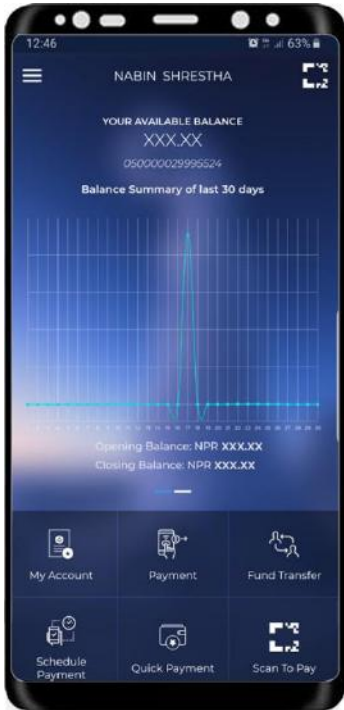 12:46
63%
NABIN SHRESTHA
YOUR AVAILABLE BALANCE
XXX.XX
050000029995524
Balance Summary of last 30 days
Opening Balance: NPR XXX.XX
Closing Balance: NPR XXX.XX
My Account
Payment
Fund Transfer
Schedule Payment
Quick Payment
Scan To Pay